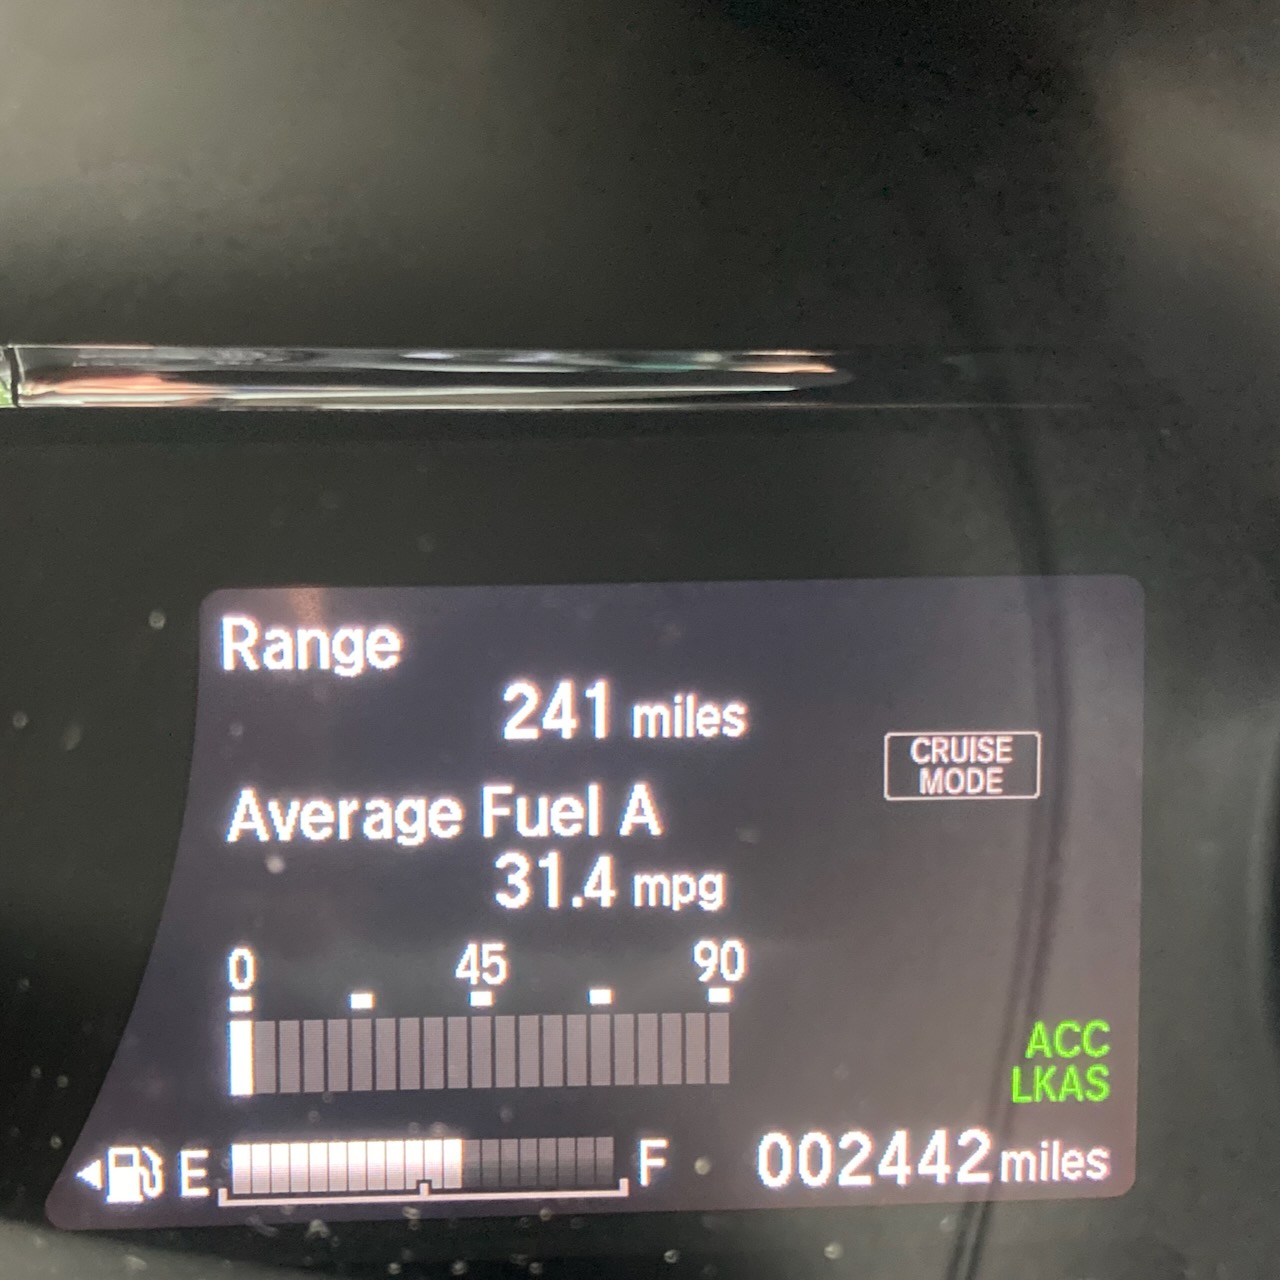 Range
241 miles
CRUISE
MODE
Average Fuel A
31.4 mpg
0 45 90
ACC
LKAS
E F 002442 miles